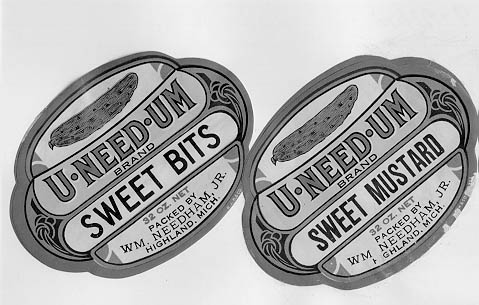 U·NEED·UM
BRAND
SWEET BITS
32 OZ. NET
PACKED BY
WM. NEEDHAM, JR.
HIGHLAND, MICH.
U·NEED·UM
BRAND
SWEET MUSTARD
32 OZ. NET
PACKED BY
WM. NEEDHAM, JR.
HIGHLAND, MICH.